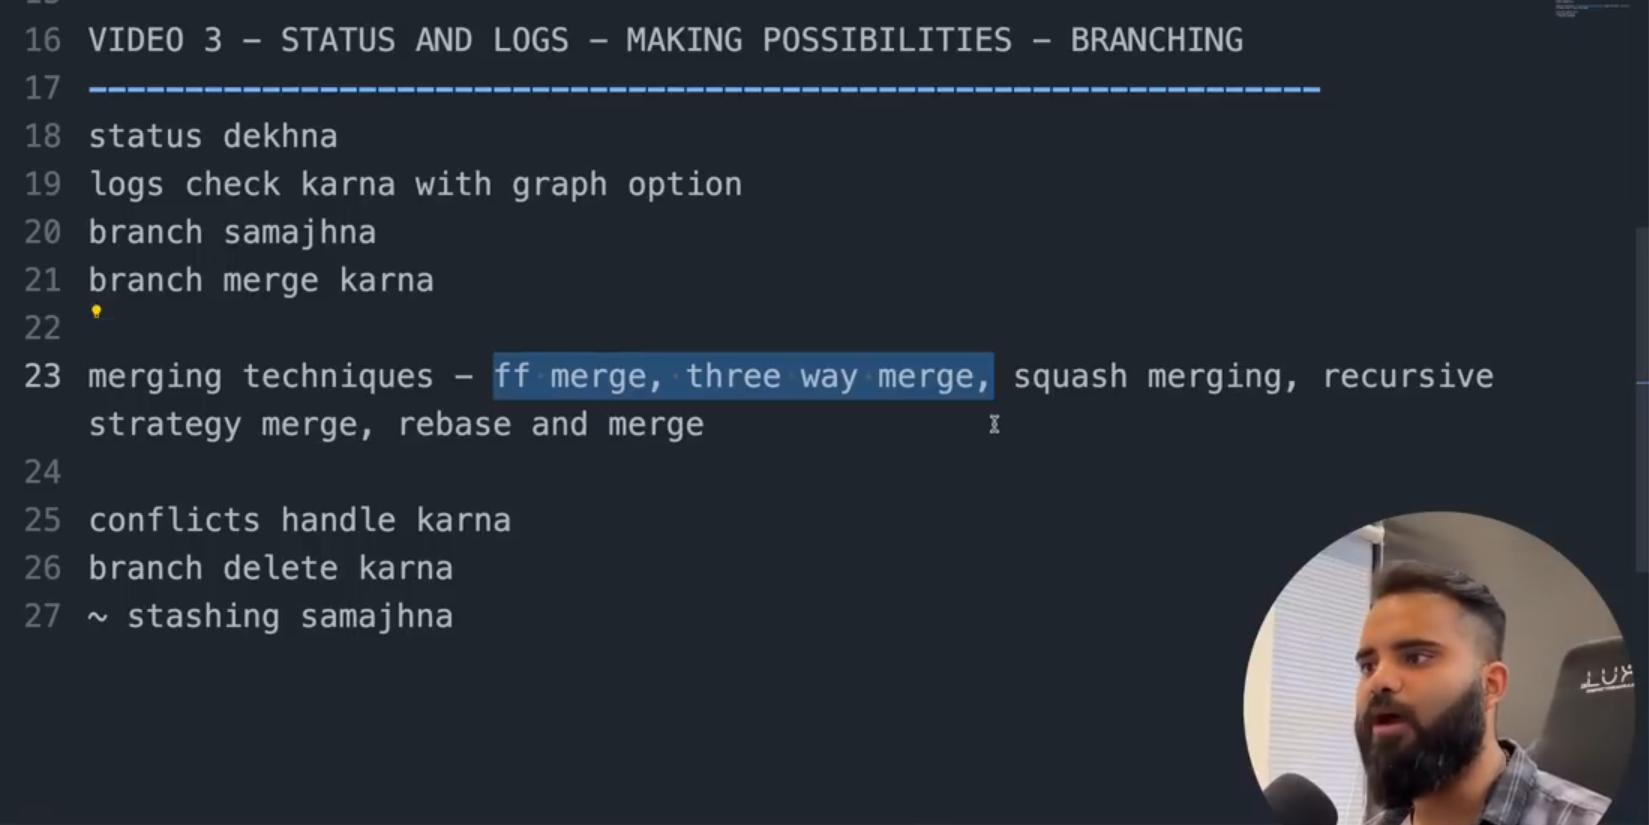 16 VIDEO 3 – STATUS AND LOGS – MAKING POSSIBILITIES – BRANCHING
17 ----------------------------------------------------------------
18 status dekhna
19 logs check karna with graph option
20 branch samajhna
21 branch merge karna
22
23 merging techniques – ff merge, three way merge, squash merging, recursive
strategy merge, rebase and merge
24
25 conflicts handle karna
26 branch delete karna
27 ~ stashing samajhna